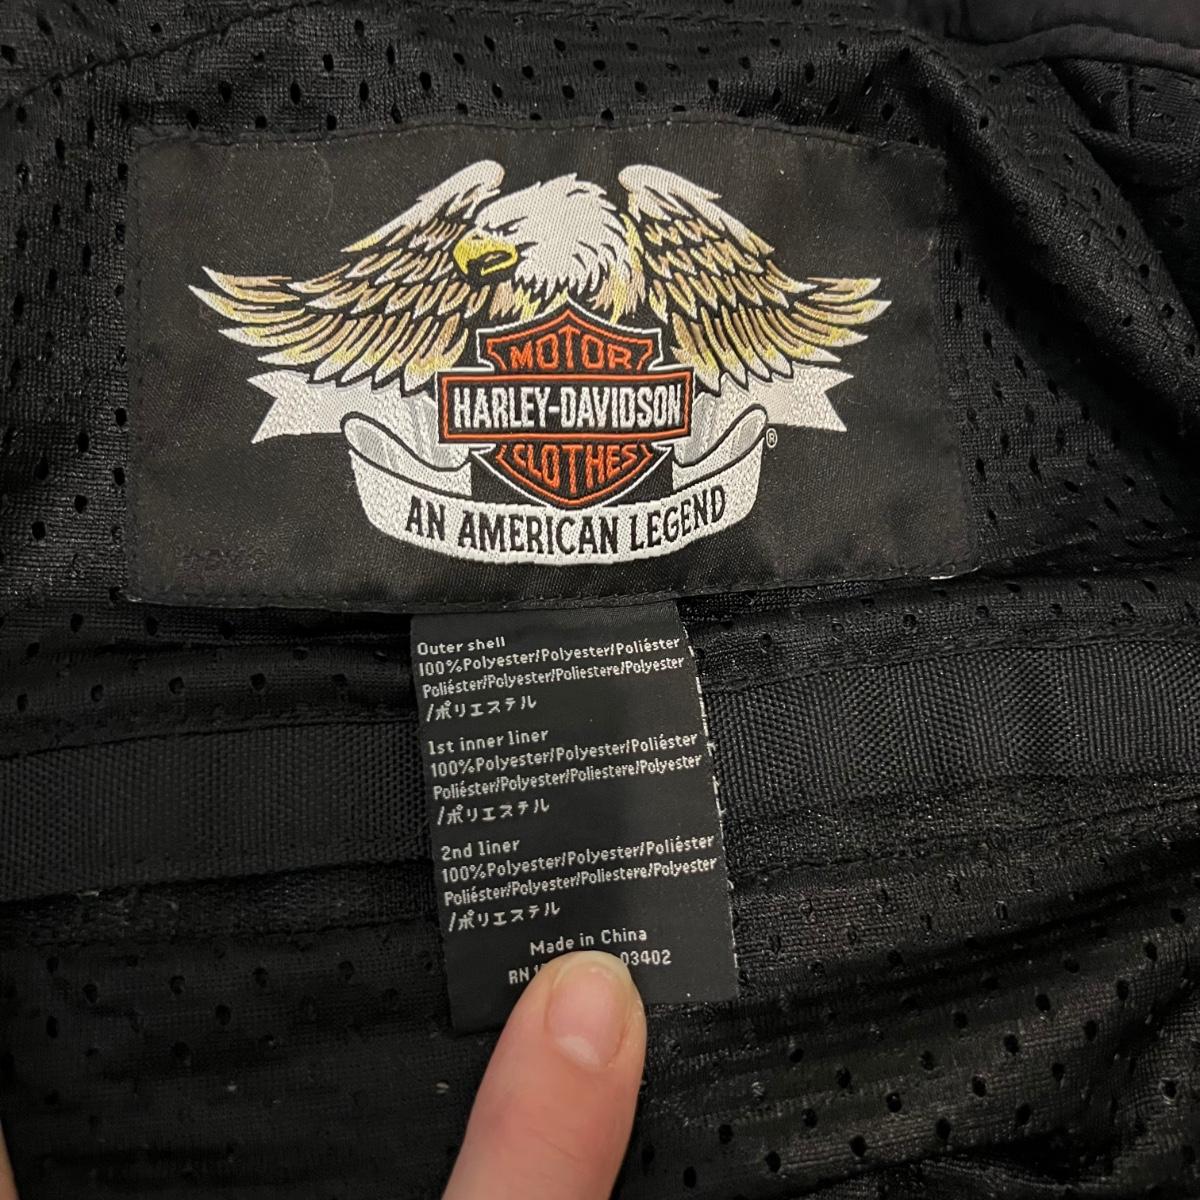 MOTOR
HARLEY-DAVIDSON
CLOTHES
®
AN AMERICAN LEGEND
Outer shell
100%Polyester/Polyester/Poliéster
Poliéster/Polyester/Poliestere/Polyester
/ポリエステル
1st inner liner
100%Polyester/Polyester/Poliéster
Poliéster/Polyester/Poliestere/Polyester
/ポリエステル
2nd liner
100%Polyester/Polyester/Poliéster
Poliéster/Polyester/Poliestere/Polyester
/ポリエステル
Made in China
RN 03402